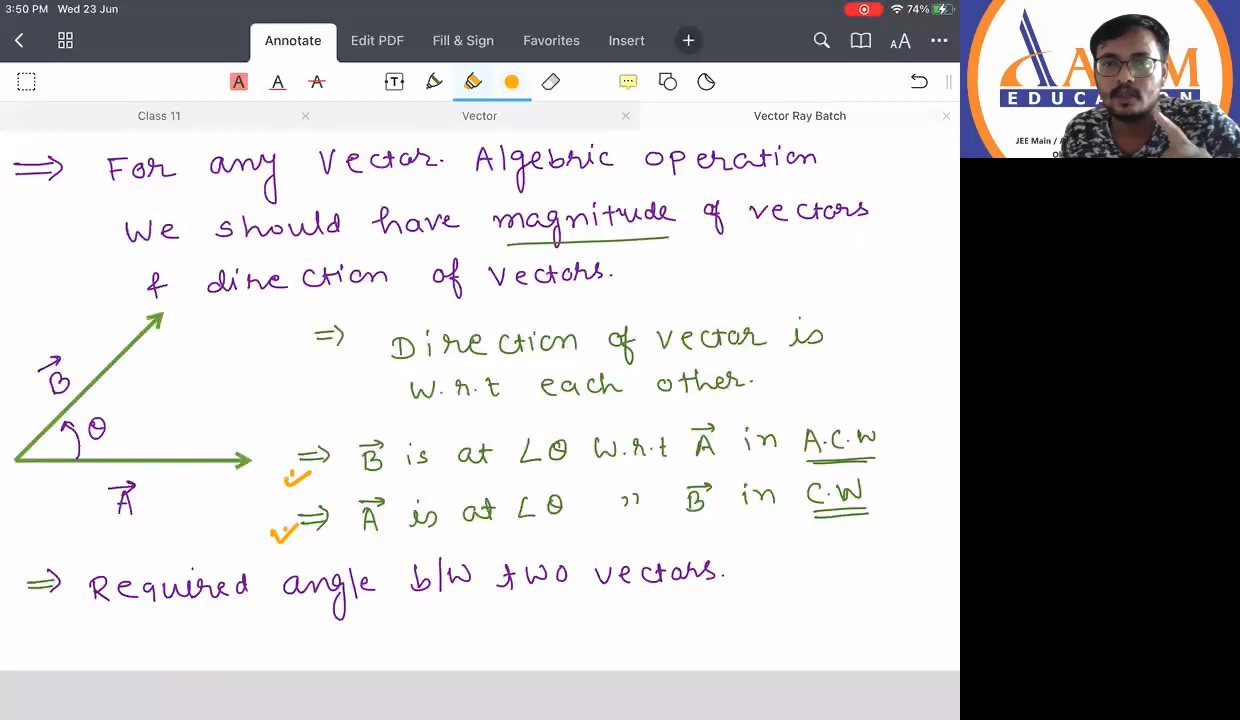 3:50 PM Wed 23 Jun
74%
Annotate Edit PDF Fill & Sign Favorites Insert
AA
A A A T
Class 11 Vector Vector Ray Batch
EDUCATION
JEE Main / A
⇒ For any Vector. Algebric operation
We should have magnitude of vectors
& direction of vectors.
⇒ Direction of vector is
w.r.t each other.
B⃗
θ
A⃗
⇒ B⃗ is at ∠θ W.r.t A⃗ in A.C.W
⇒ A⃗ is at ∠θ " B⃗ in C.W
⇒ Required angle b/w two vectors.